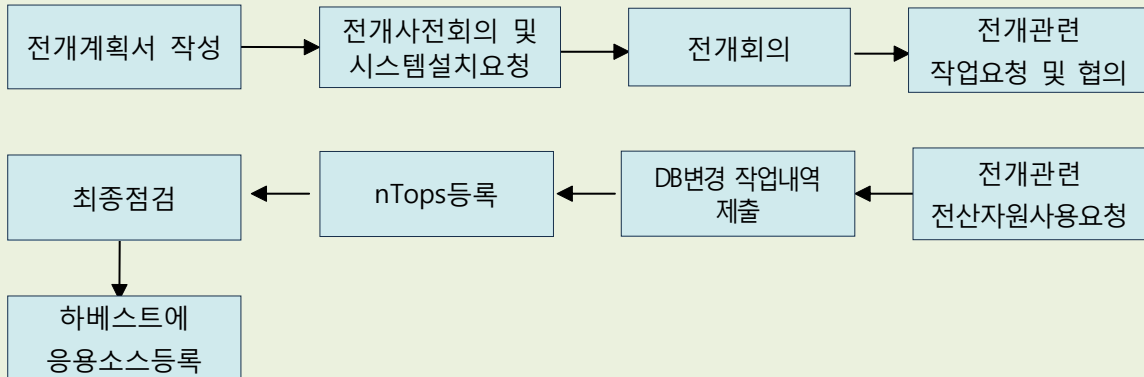 전개계획서 작성
전개사전회의 및
시스템설치요청
전개회의
전개관련
작업요청 및 협의
전개관련
전산자원사용요청
DB변경 작업내역
제출
nTops등록
최종점검
하베스트에
응용소스등록